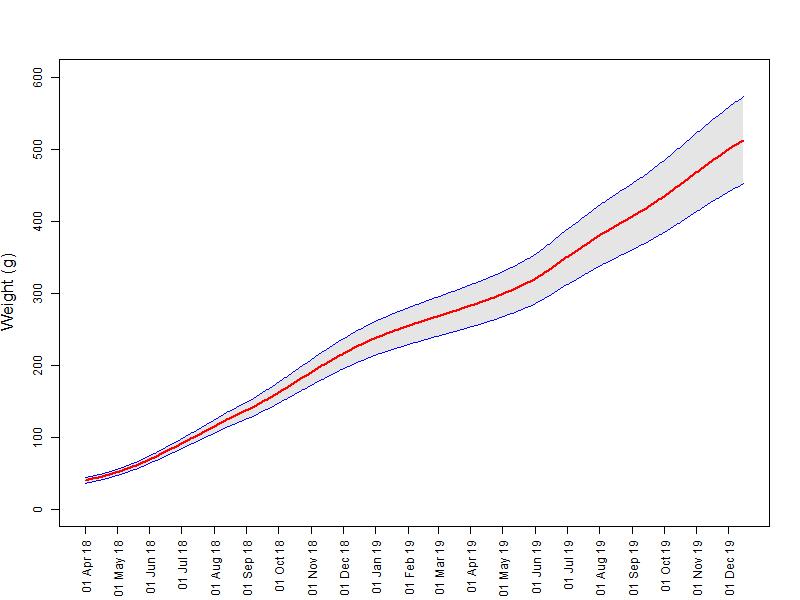 600
500
400
300
200
100
0
Weight (g)
01 Apr 18
01 May 18
01 Jun 18
01 Jul 18
01 Aug 18
01 Sep 18
01 Oct 18
01 Nov 18
01 Dec 18
01 Jan 19
01 Feb 19
01 Mar 19
01 Apr 19
01 May 19
01 Jun 19
01 Jul 19
01 Aug 19
01 Sep 19
01 Oct 19
01 Nov 19
01 Dec 19